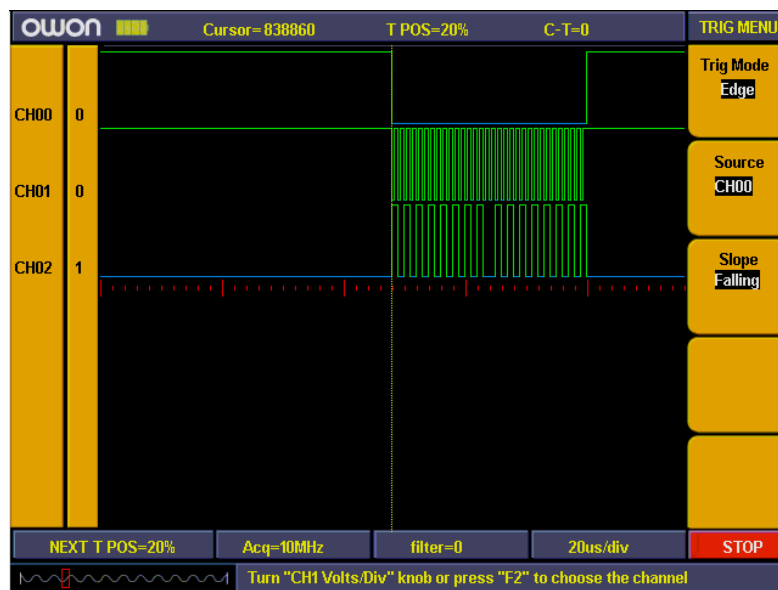 owon Cursor=838860 T POS=20% C-T=0 TRIG MENU
Trig Mode
Edge
CH00 0
Source
CH01 0 CH00
CH02 1 Slope
Falling
NEXT T POS=20% Acq=10MHz filter=0 20us/div STOP
Turn "CH1 Volts/Div" knob or press "F2" to choose the channel